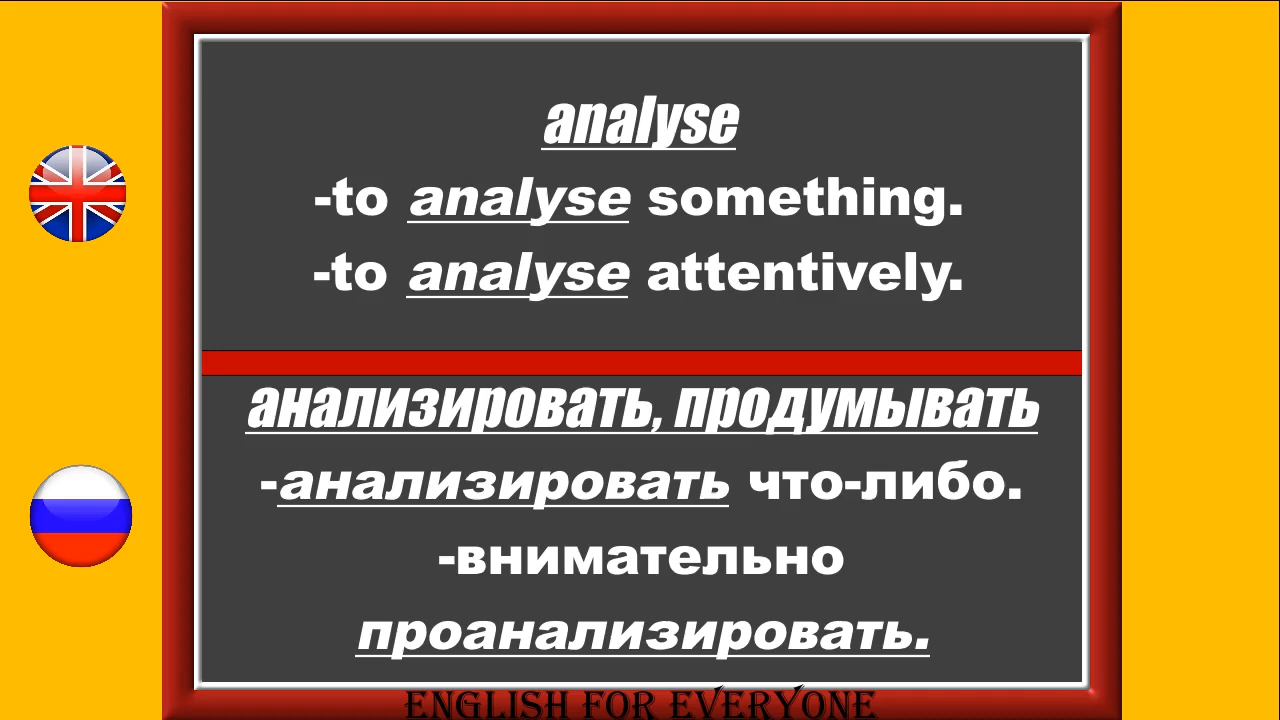 analyse
-to analyse something.
-to analyse attentively.
анализировать, продумывать
-анализировать что-либо.
-внимательно
проанализировать.
ENGLISH FOR EVERYONE